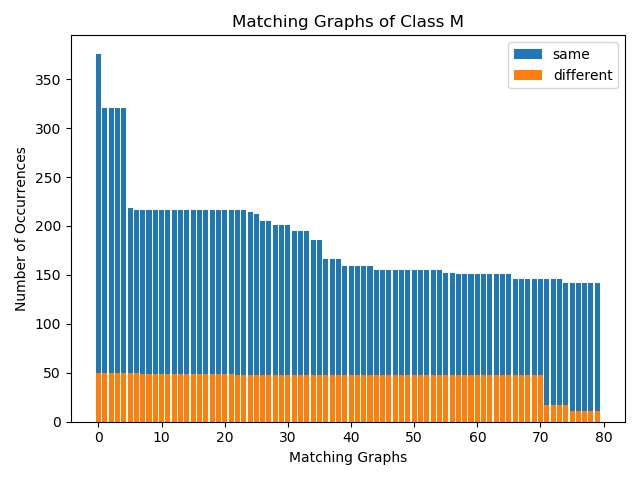 Matching Graphs of Class M
same
different
Number of Occurrences
350
300
250
200
150
100
50
0
0 10 20 30 40 50 60 70 80
Matching Graphs